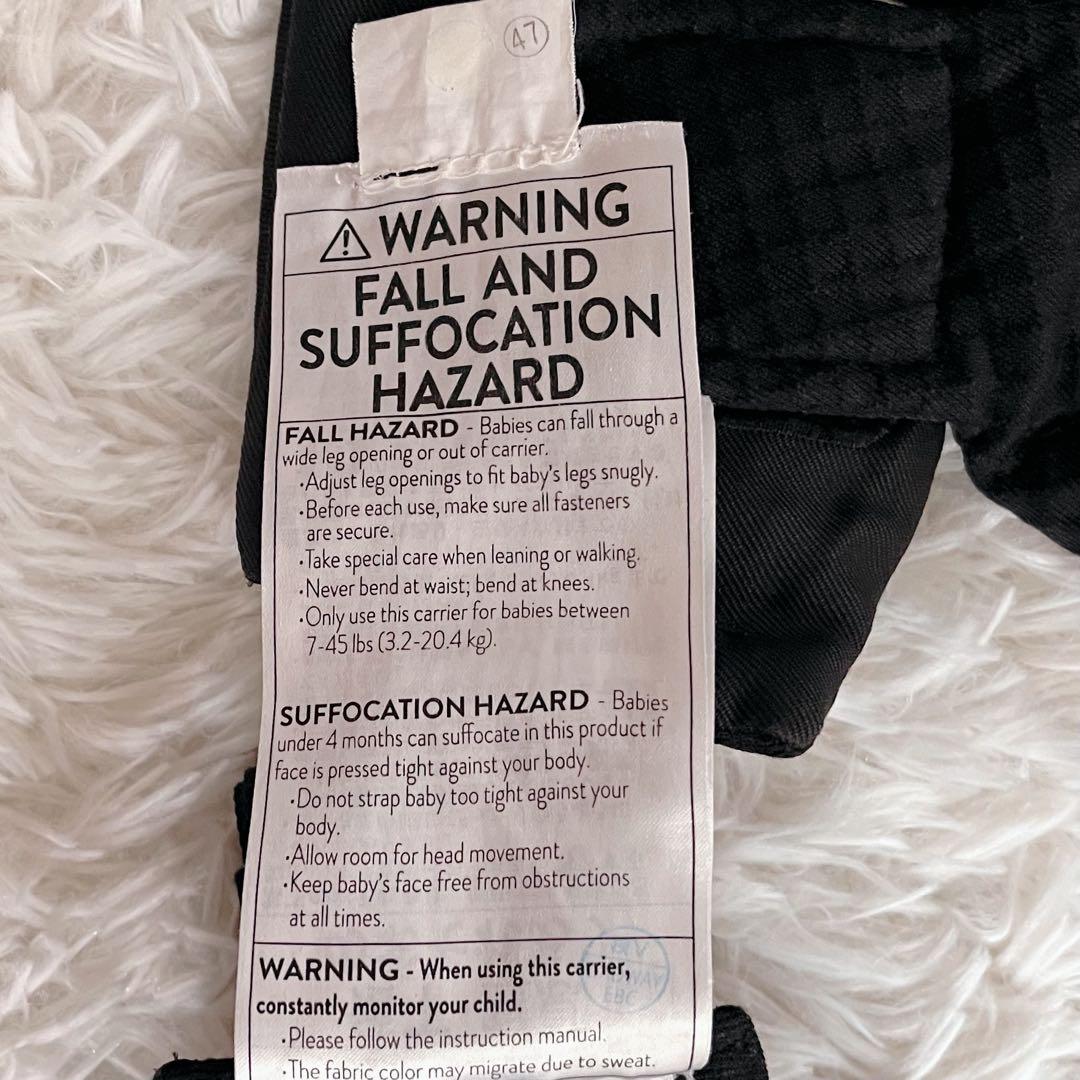 47
WARNING
FALL AND
SUFFOCATION
HAZARD
FALL HAZARD - Babies can fall through a
wide leg opening or out of carrier.
•Adjust leg openings to fit baby's legs snugly.
•Before each use, make sure all fasteners
are secure.
•Take special care when leaning or walking.
•Never bend at waist; bend at knees.
•Only use this carrier for babies between
7-45 lbs (3.2-20.4 kg).
SUFFOCATION HAZARD - Babies
under 4 months can suffocate in this product if
face is pressed tight against your body.
•Do not strap baby too tight against your
body.
•Allow room for head movement.
•Keep baby's face free from obstructions
at all times.
WARNING - When using this carrier,
constantly monitor your child.
•Please follow the instruction manual.
•The fabric color may migrate due to sweat.